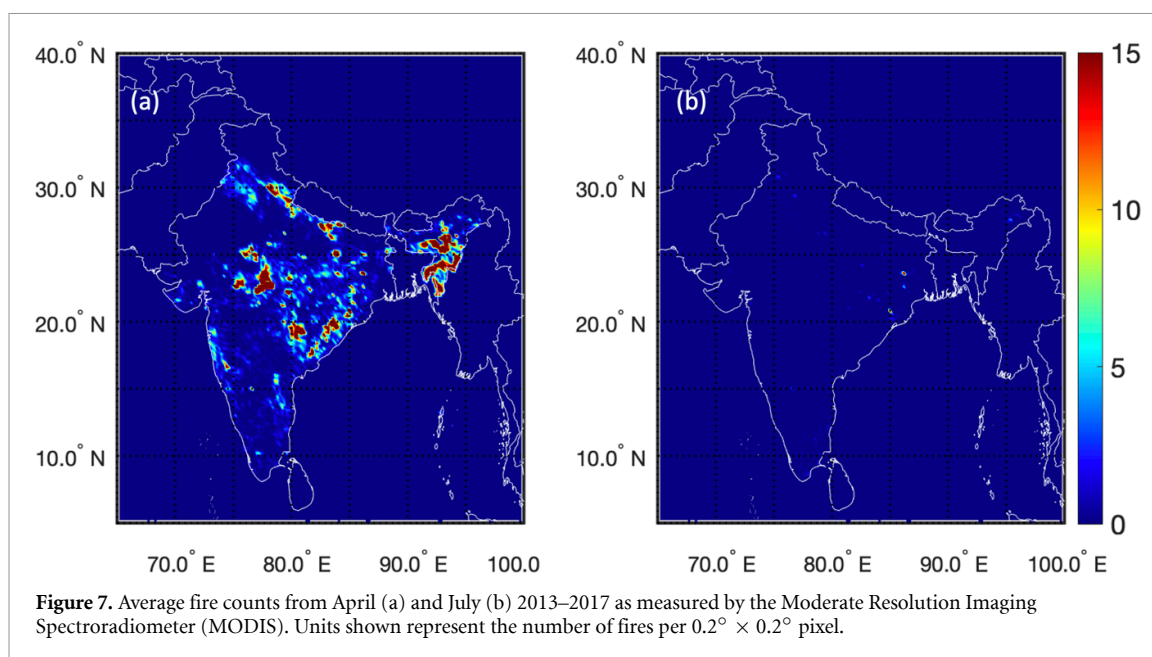 40.0° N
30.0° N
20.0° N
10.0° N
(a)
70.0° E 80.0° E 90.0° E 100.0
40.0° N
30.0° N
20.0° N
10.0° N
(b)
70.0° E 80.0° E 90.0° E 100.0
15
10
5
0
Figure 7. Average fire counts from April (a) and July (b) 2013–2017 as measured by the Moderate Resolution Imaging
Spectroradiometer (MODIS). Units shown represent the number of fires per 0.2° × 0.2° pixel.